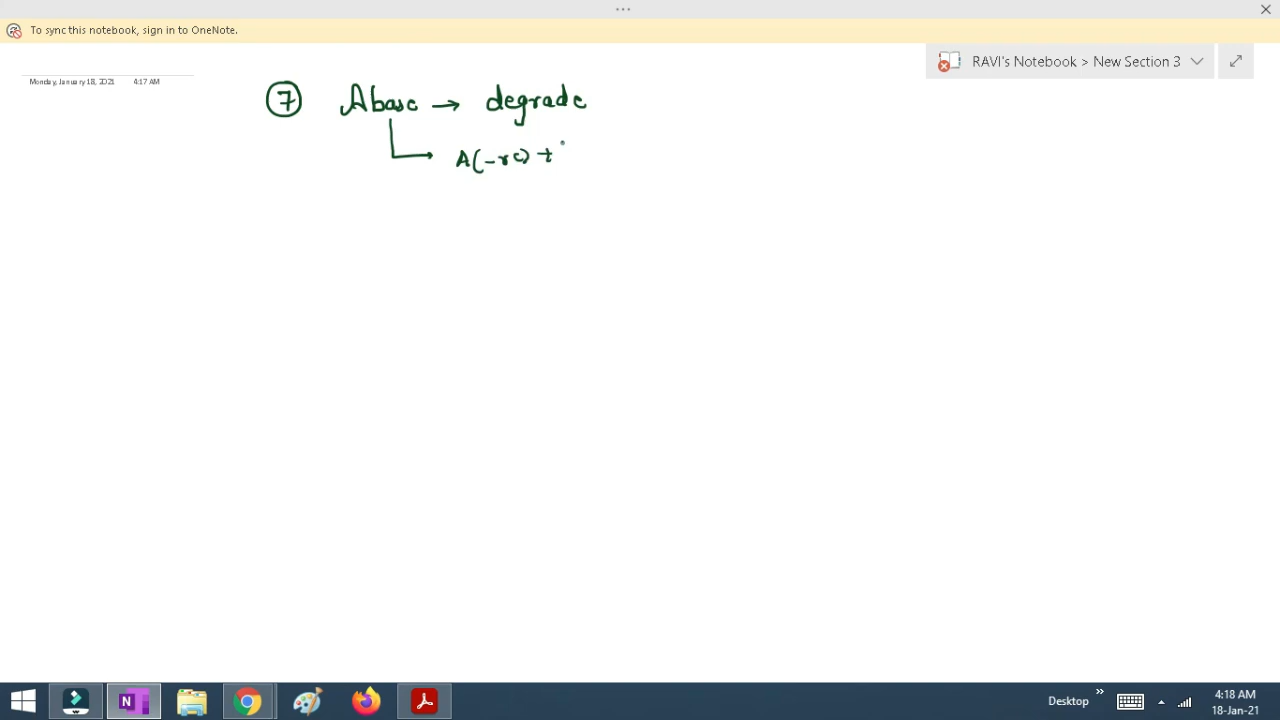 To sync this notebook, sign in to OneNote.
RAVI's Notebook > New Section 3
Monday, January 18, 2021 4:17 AM
7 Abase → degrade
A(-ve) +
Desktop
4:18 AM
18-Jan-21